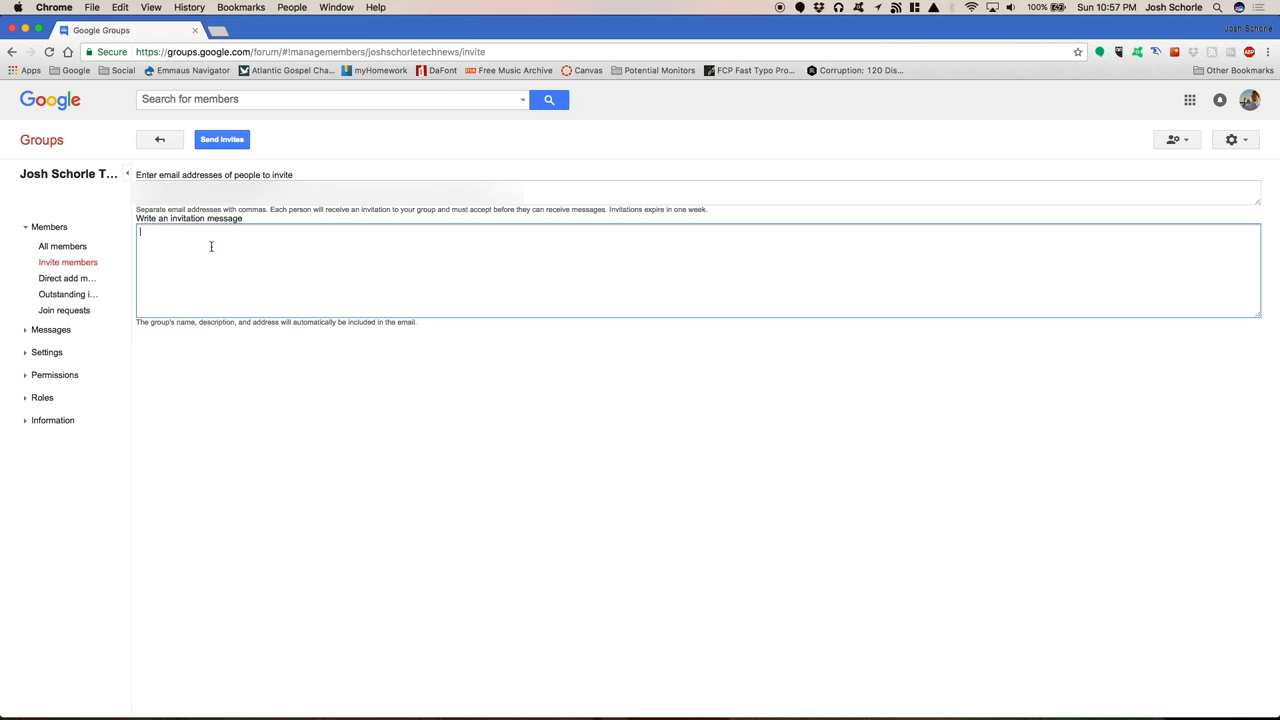 Chrome File Edit View History Bookmarks People Window Help 100% Sun 10:57 PM Josh Schorle
Google Groups Josh Schorle
Secure https://groups.google.com/forum/#!managemembers/joshschorletechnews/invite
Apps Google Social Emmaus Navigator Atlantic Gospel Cha... myHomework DaFont Free Music Archive Canvas Potential Monitors FCP Fast Typo Pro... Corruption: 120 Dis... Other Bookmarks
Google Search for members
Groups Send invites
Josh Schorle T...
Enter email addresses of people to invite
Separate email addresses with commas. Each person will receive an invitation to your group and must accept before they can receive messages. Invitations expire in one week.
Write an invitation message
The group's name, description, and address will automatically be included in the email.
Members
All members
Invite members
Direct add m...
Outstanding i...
Join requests
Messages
Settings
Permissions
Roles
Information